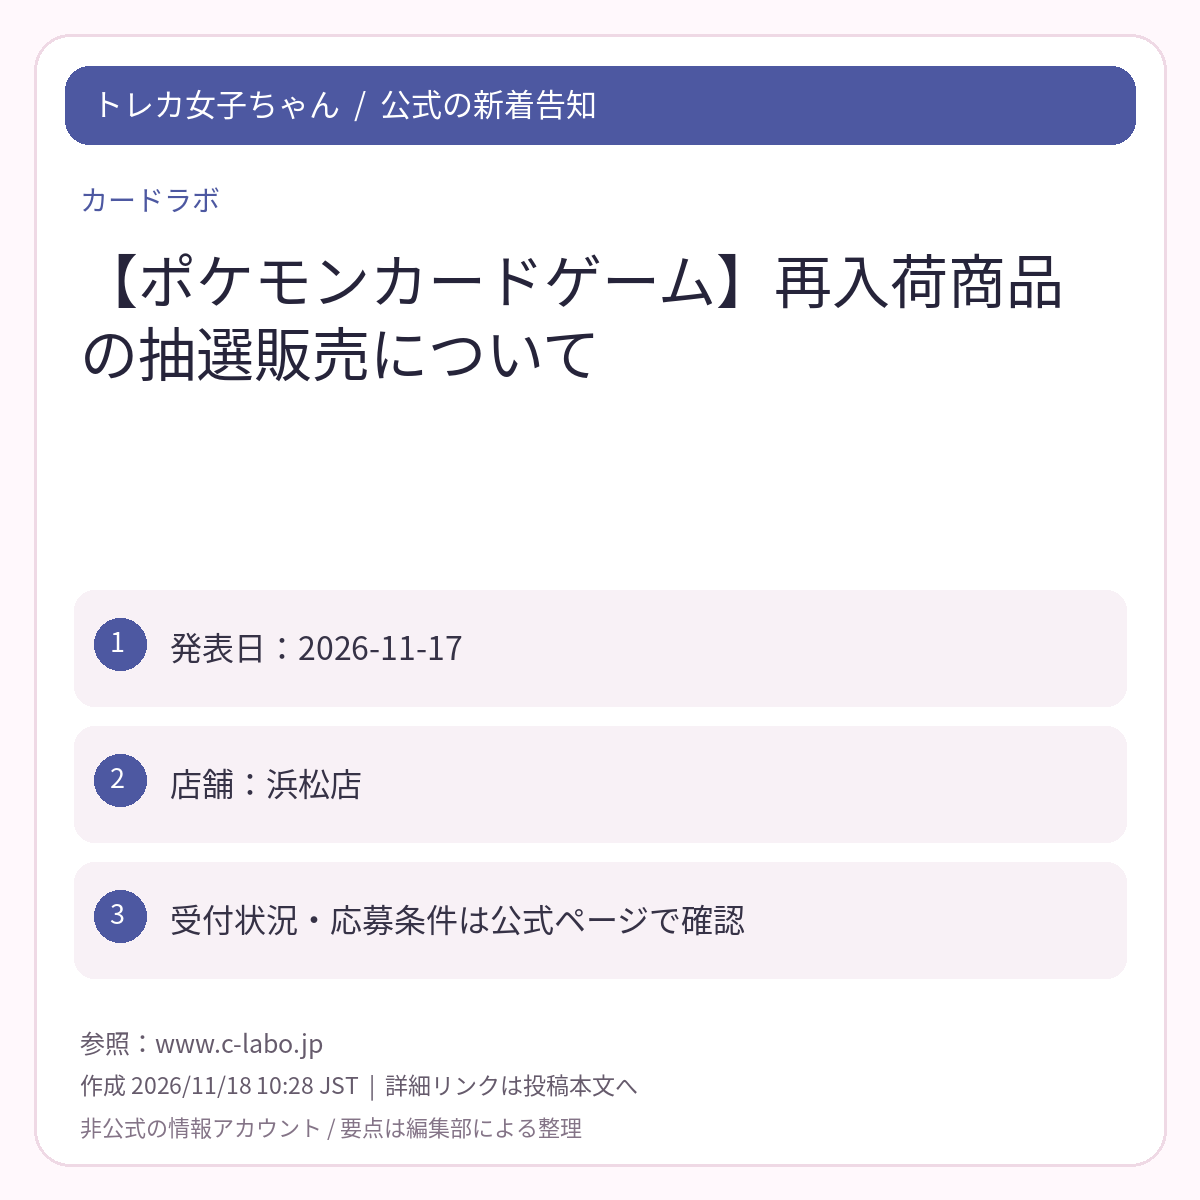 トレカ女子ちゃん / 公式の新着告知
カードラボ
【ポケモンカードゲーム】再入荷商品
の抽選販売について
1 発表日：2026-11-17
2 店舗：浜松店
3 受付状況・応募条件は公式ページで確認
参照：www.c-labo.jp
作成 2026/11/18 10:28 JST｜詳細リンクは投稿本文へ
非公式の情報アカウント / 要点は編集部による整理